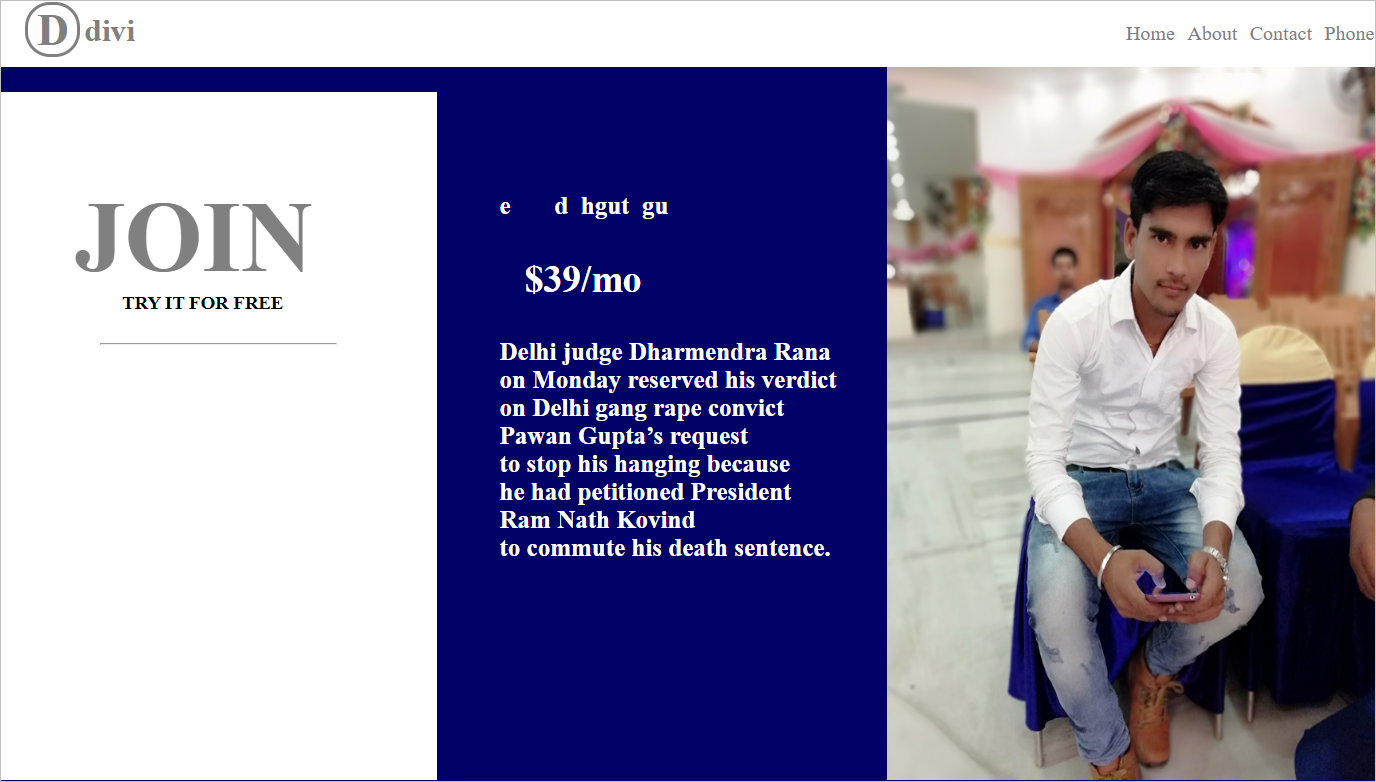 D divi
Home About Contact Phone
JOIN
TRY IT FOR FREE
e d hgut gu
$39/mo
Delhi judge Dharmendra Rana
on Monday reserved his verdict
on Delhi gang rape convict
Pawan Gupta’s request
to stop his hanging because
he had petitioned President
Ram Nath Kovind
to commute his death sentence.